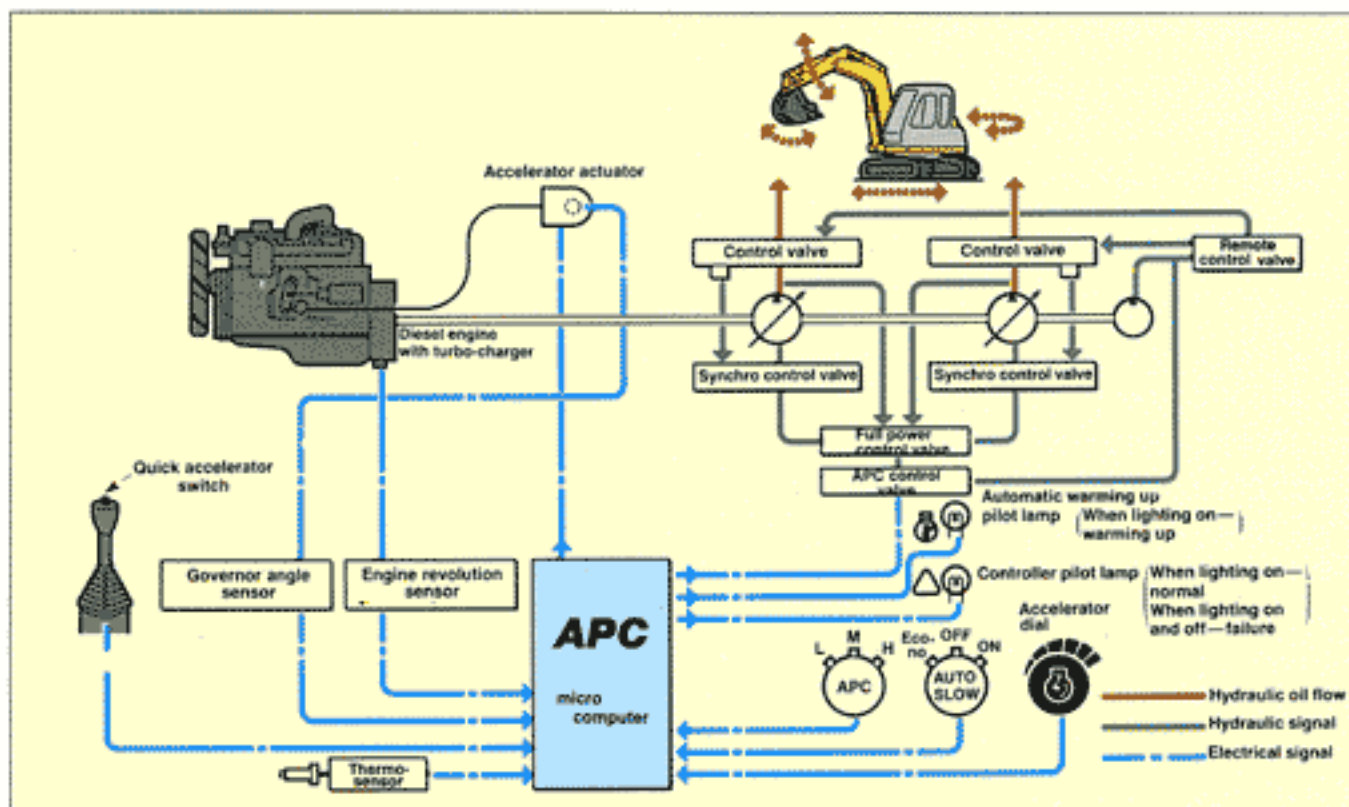 Accelerator actuator
Control valve
Control valve
Remote
control valve
Diesel engine
with turbo-charger
Synchro control valve
Synchro control valve
Full power
control valve
APC control
valve
Quick accelerator
switch
Automatic warming up
pilot lamp
When lighting on—
warming up
Governor angle
sensor
Engine revolution
sensor
Controller pilot lamp
When lighting on—
normal
When lighting on
and off—failure
APC
micro
computer
L M H
APC
Eco-
no
OFF
ON
AUTO
SLOW
Accelerator
dial
Hydraulic oil flow
Hydraulic signal
Electrical signal
Thermo-
sensor